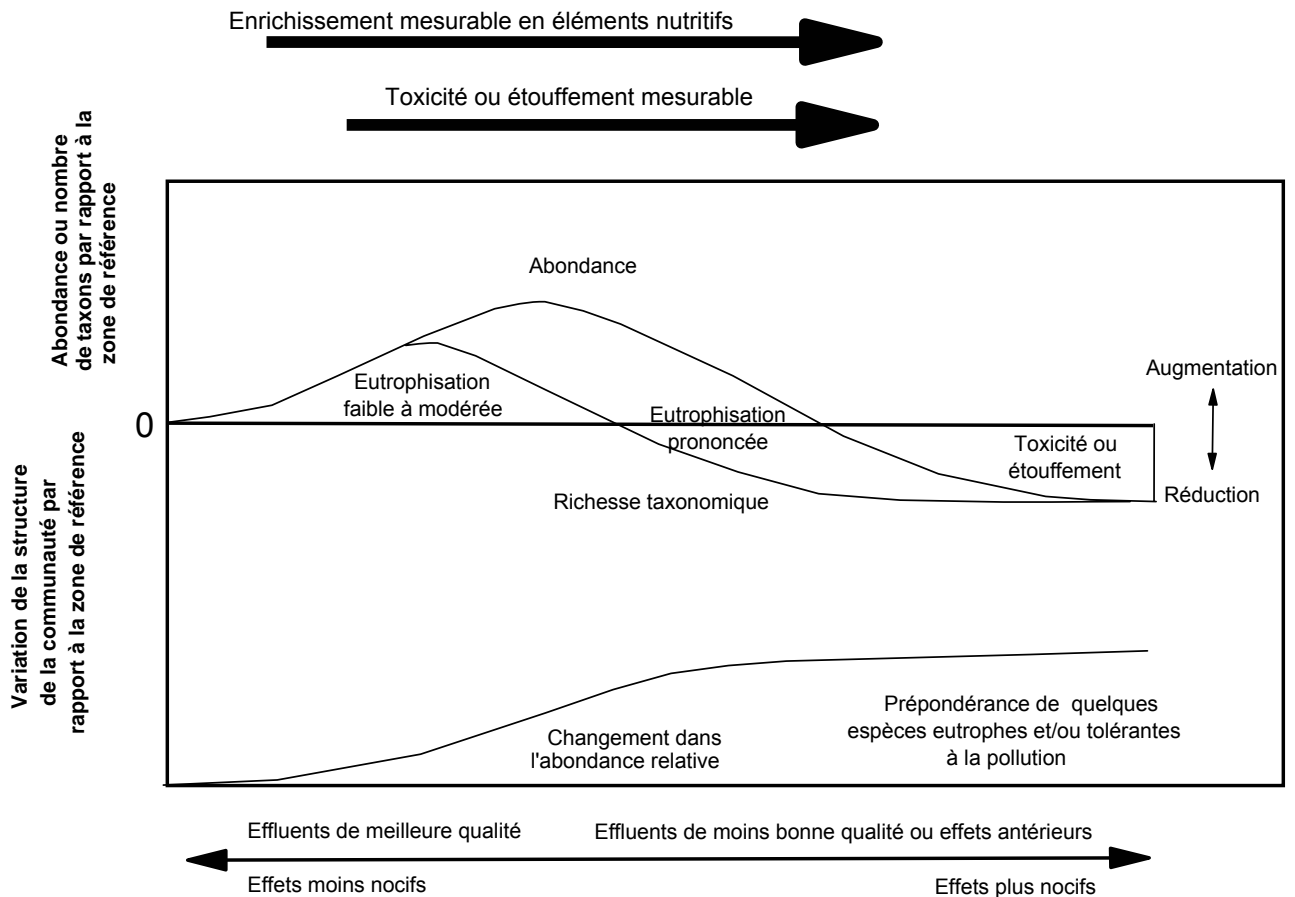 Enrichissement mesurable en éléments nutritifs
Toxicité ou étouffement mesurable
Abondance ou nombre
de taxons par rapport à la
zone de référence
Abondance
Augmentation
Eutrophisation
faible à modérée
0
Eutrophisation
prononcée
Toxicité ou
étouffement
Richesse taxonomique
Réduction
Variation de la structure
de la communauté par
rapport à la zone de référence
Changement dans
l'abondance relative
Prépondérance de quelques
espèces eutrophes et/ou tolérantes
à la pollution
Effluents de meilleure qualité
Effluents de moins bonne qualité ou effets antérieurs
Effets moins nocifs
Effets plus nocifs